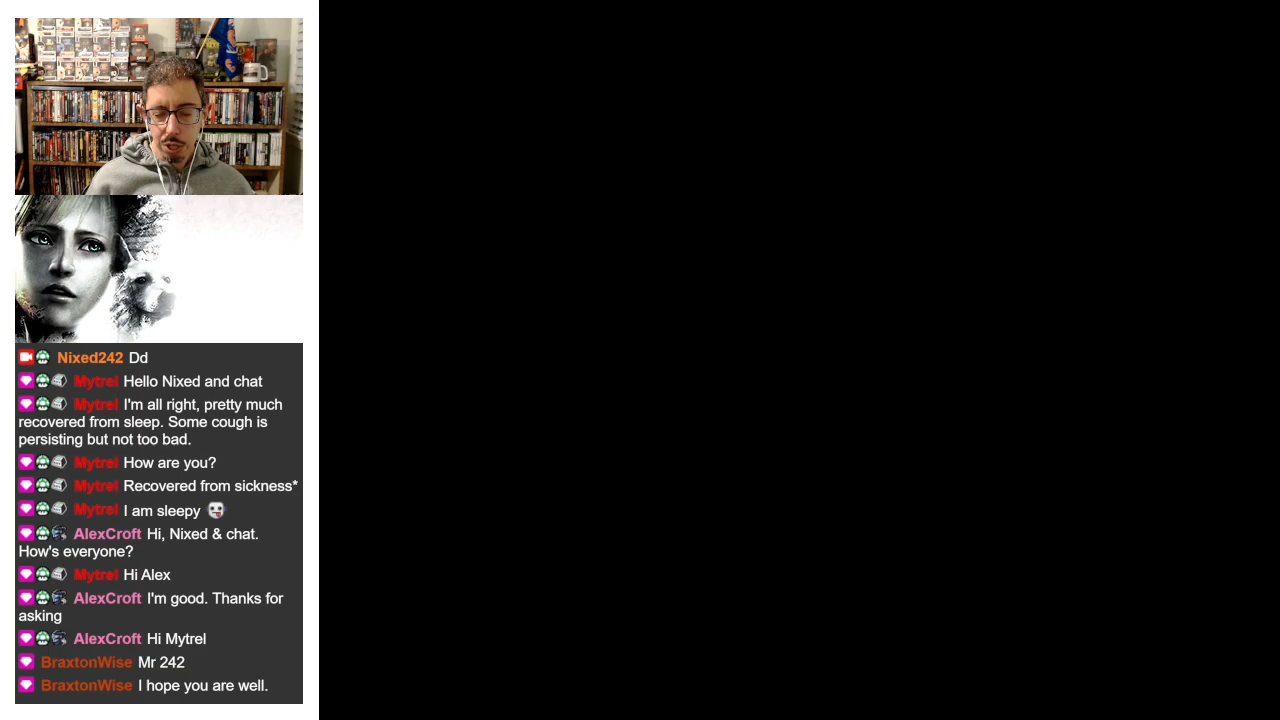 Nixed242 Dd
Mytrel Hello Nixed and chat
Mytrel I'm all right, pretty much
recovered from sleep. Some cough is
persisting but not too bad.
Mytrel How are you?
Mytrel Recovered from sickness*
Mytrel I am sleepy
AlexCroft Hi, Nixed & chat.
How's everyone?
Mytrel Hi Alex
AlexCroft I'm good. Thanks for
asking
AlexCroft Hi Mytrel
BraxtonWise Mr 242
BraxtonWise I hope you are well.